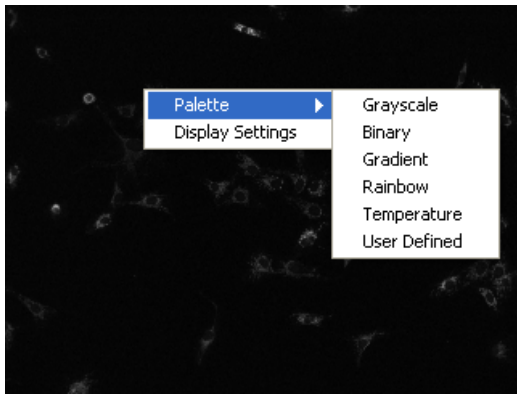 Palette
Display Settings
Grayscale
Binary
Gradient
Rainbow
Temperature
User Defined